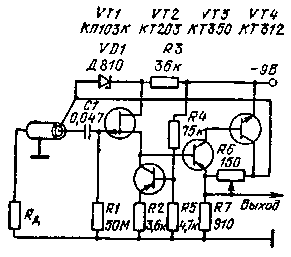 VT1 VT2 VT3 VT4
КП103К КТ203 КТ350 КТ312
VD1 R3
Д810 36к
-9В
C1
0,047
R4
75к
R6
150
Выход
Rд
R1
50М
R2
3,6к
R5
4,7к
R7
910